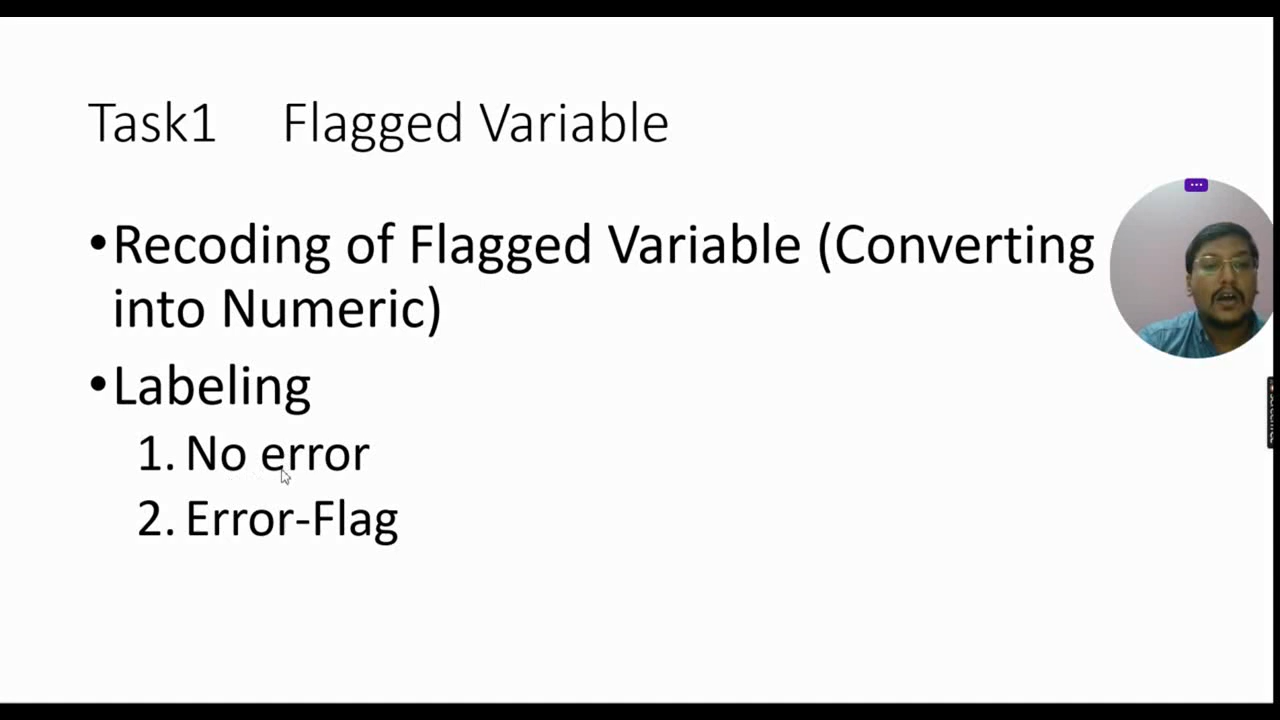 Task1 Flagged Variable
•Recoding of Flagged Variable (Converting
into Numeric)
•Labeling
1. No error
2. Error-Flag